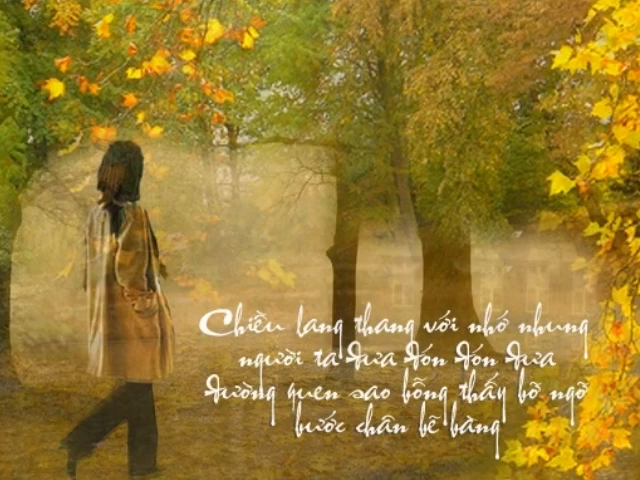 Chiều lang thang với nhớ nhung
người ta đưa đón đón đưa
đường quen sao bỗng thấy bỡ ngỡ
bước chân bẽ bàng